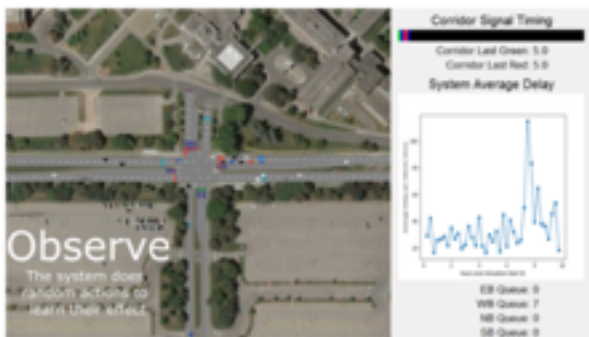 Corridor Signal Timing
Corridor Last Green: 5.0
Corridor Last Red: 5.0
System Average Delay
Observe
The system does
random actions to
learn their effect
EB Queue: 0
WB Queue: 7
NB Queue: 0
SB Queue: 0